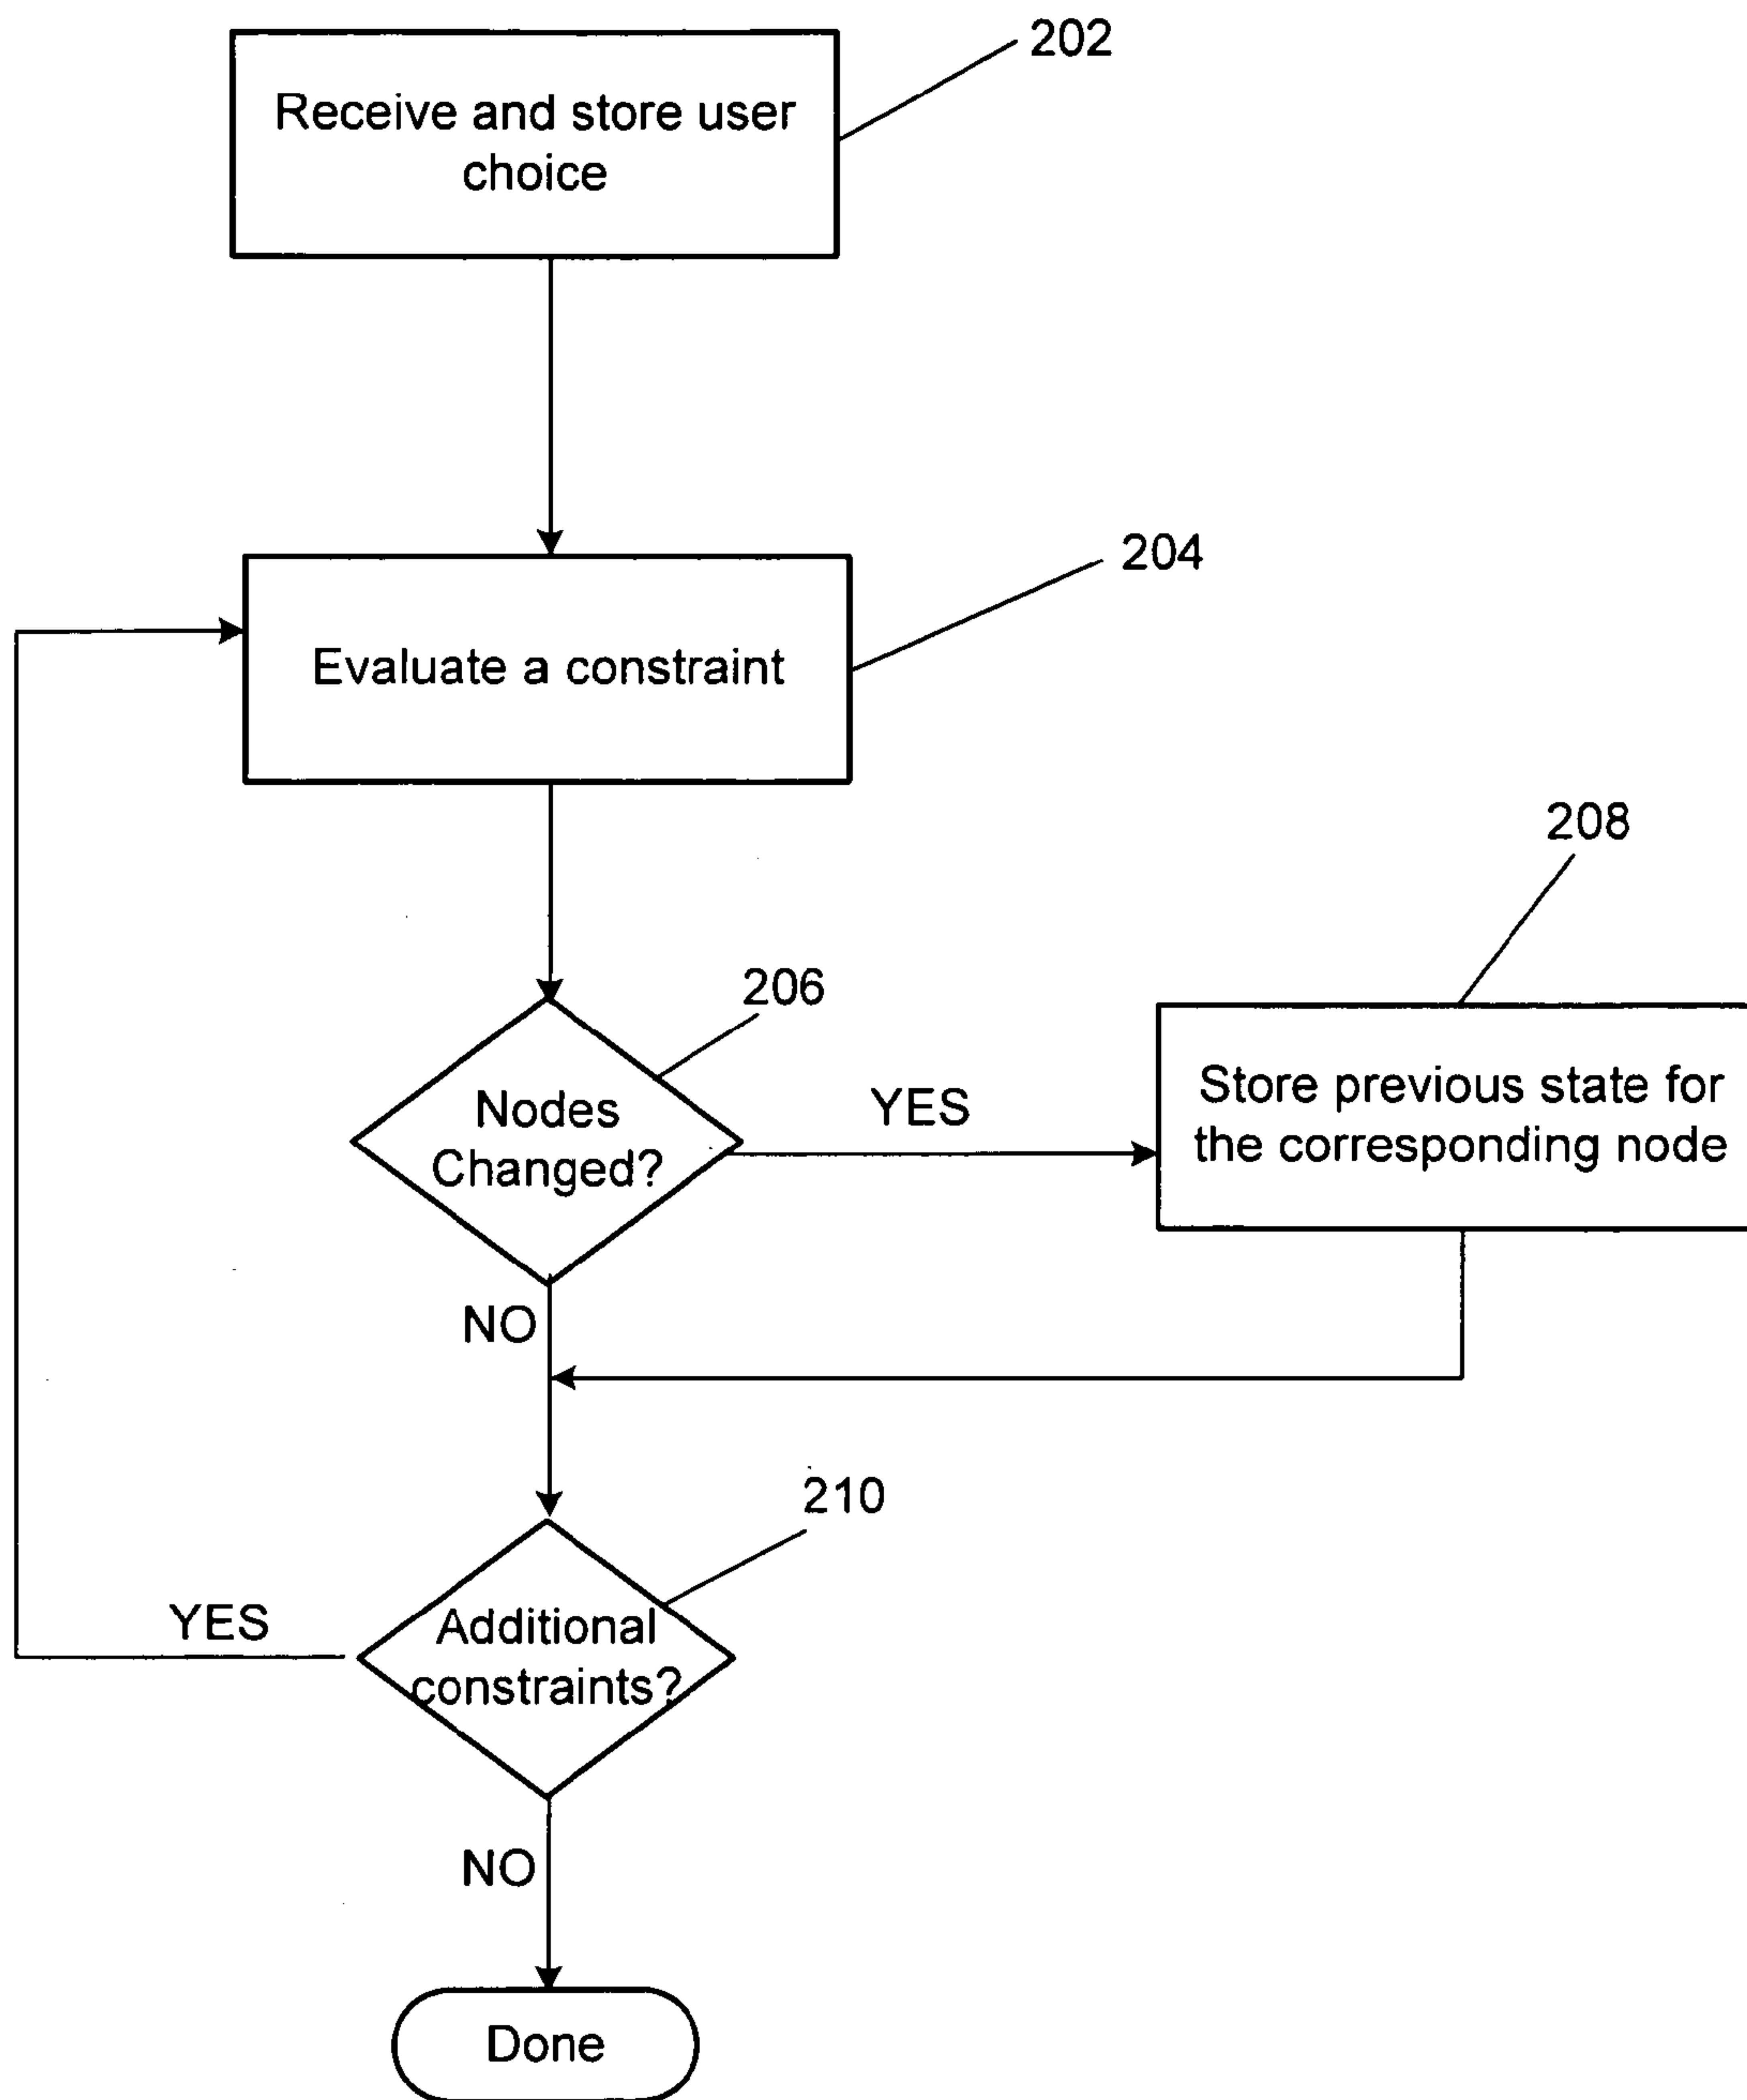 202
Receive and store user
choice
204
Evaluate a constraint
208
206
Nodes
Changed?
YES
Store previous state for
the corresponding node
NO
210
YES
Additional
constraints?
NO
Done